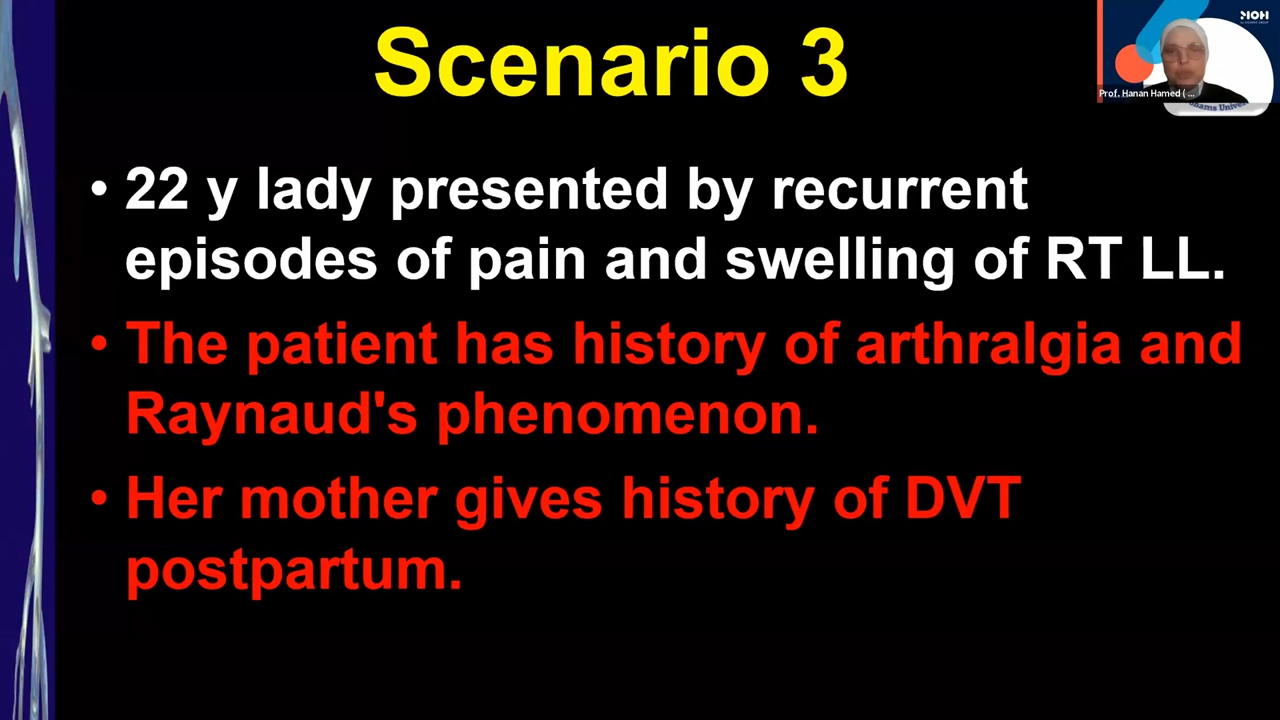 Scenario 3
• 22 y lady presented by recurrent
episodes of pain and swelling of RT LL.
• The patient has history of arthralgia and
Raynaud's phenomenon.
• Her mother gives history of DVT
postpartum.
Prof. Hanan Hamed ( ...